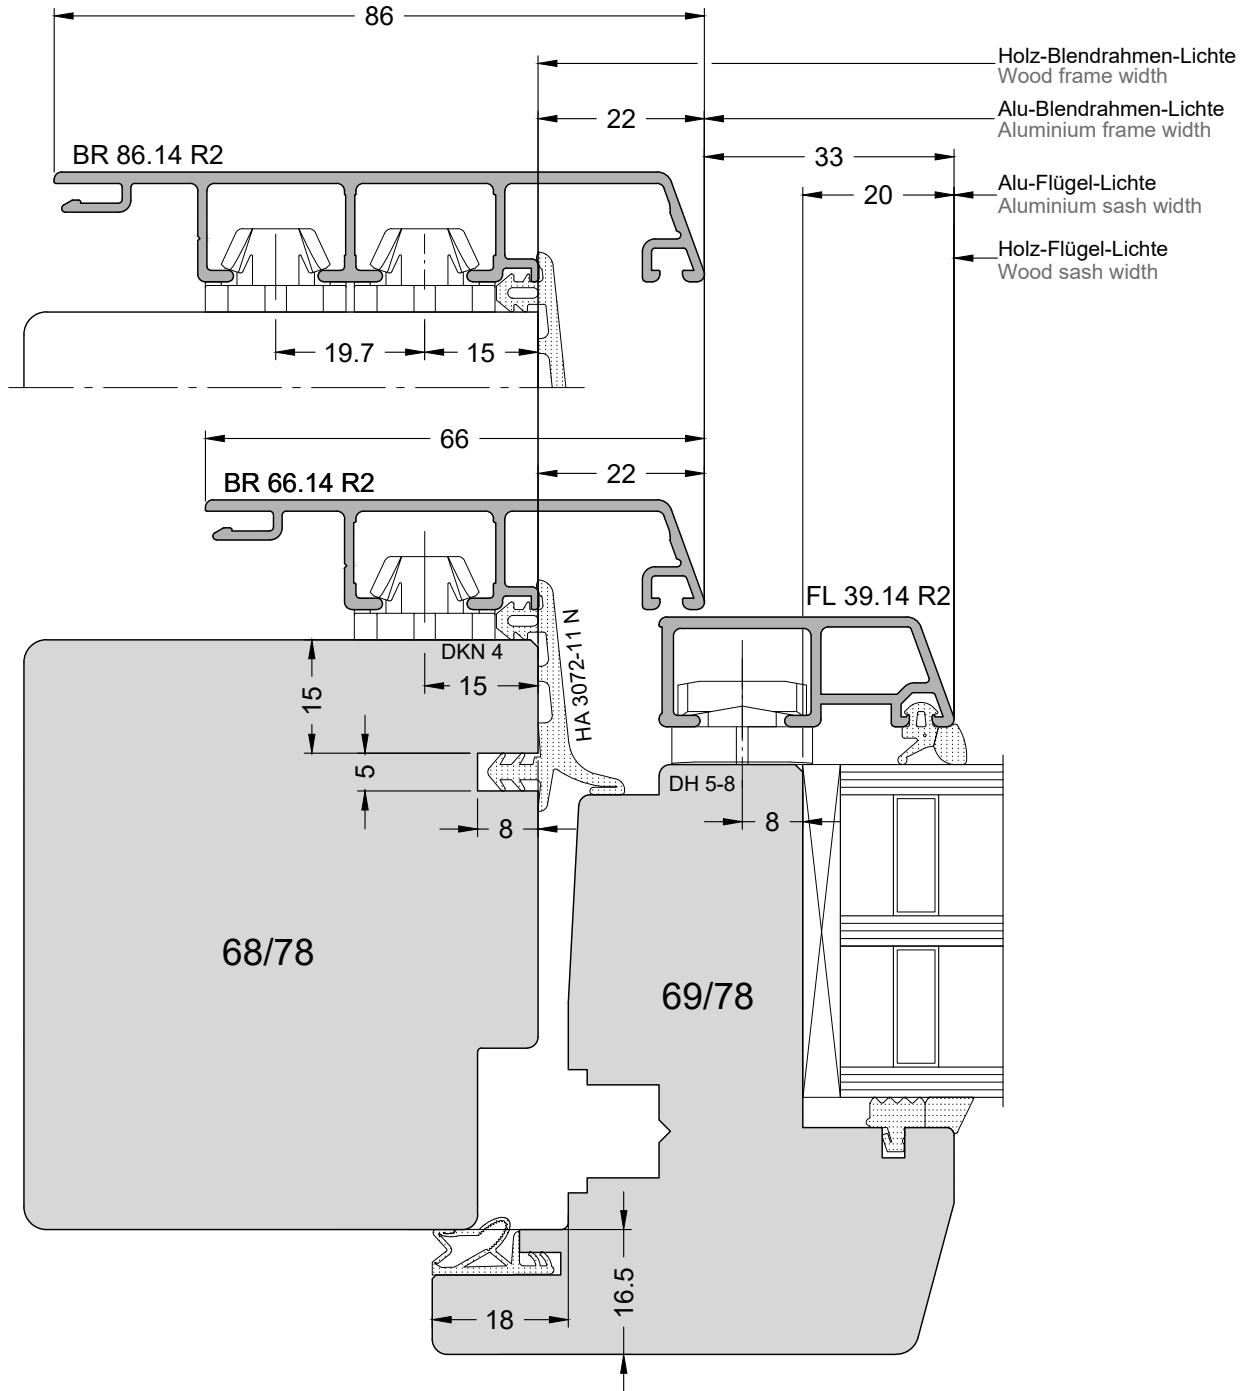 86
Holz-Blendrahmen-Lichte
Wood frame width
22
Alu-Blendrahmen-Lichte
Aluminium frame width
BR 86.14 R2
33
20
Alu-Flügel-Lichte
Aluminium sash width
Holz-Flügel-Lichte
Wood sash width
19.7
15
66
22
BR 66.14 R2
FL 39.14 R2
DKN 4
15
15
HA 3072-11 N
5
DH 5-8
8
8
68/78
69/78
16.5
18